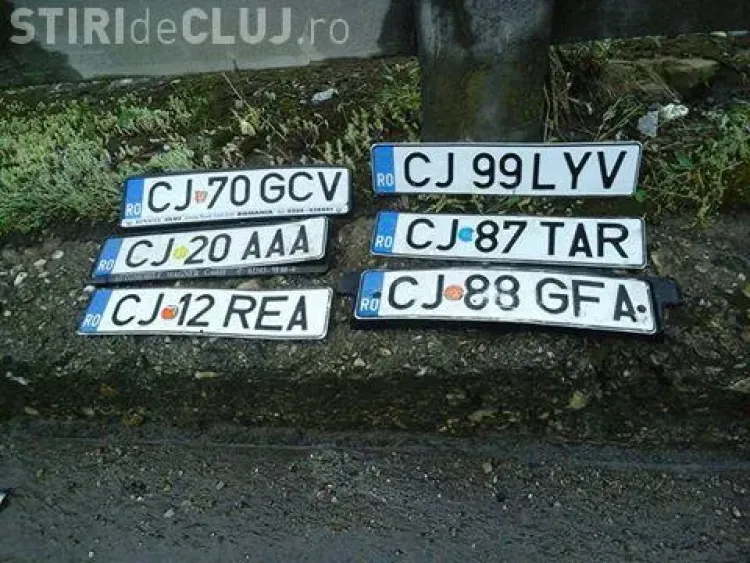 STIRIdeCLUJ.ro
RO CJ 70 GCV
ROMANIA
RO CJ 20 AAA
RO CJ 12 REA
RO CJ 99 LYV
RO CJ 87 TAR
RO CJ 88 GFA